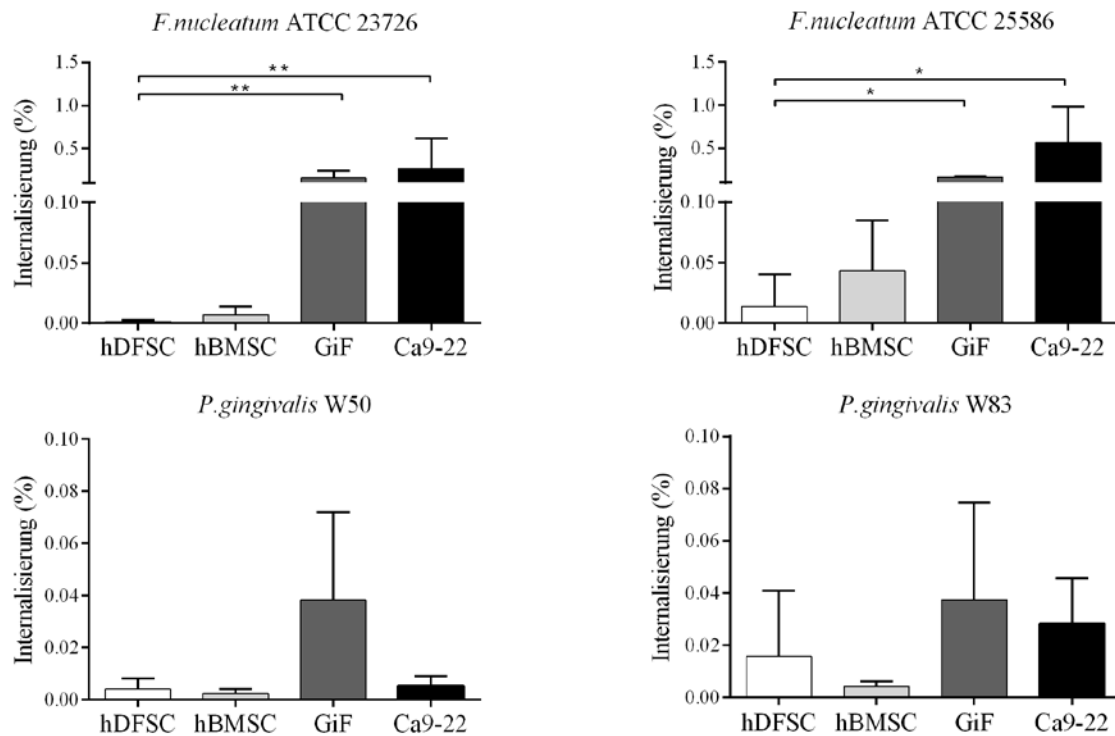 F.nucleatum ATCC 23726
Internalisierung (%)
1.5
1.0
0.5
0.10
0.05
0.00
**
**
hDFSC hBMSC GiF Ca9-22
F.nucleatum ATCC 25586
Internalisierung (%)
1.5
1.0
0.5
0.10
0.05
0.00
*
*
hDFSC hBMSC GiF Ca9-22
P.gingivalis W50
Internalisierung (%)
0.10
0.08
0.06
0.04
0.02
0.00
hDFSC hBMSC GiF Ca9-22
P.gingivalis W83
Internalisierung (%)
0.10
0.08
0.06
0.04
0.02
0.00
hDFSC hBMSC GiF Ca9-22